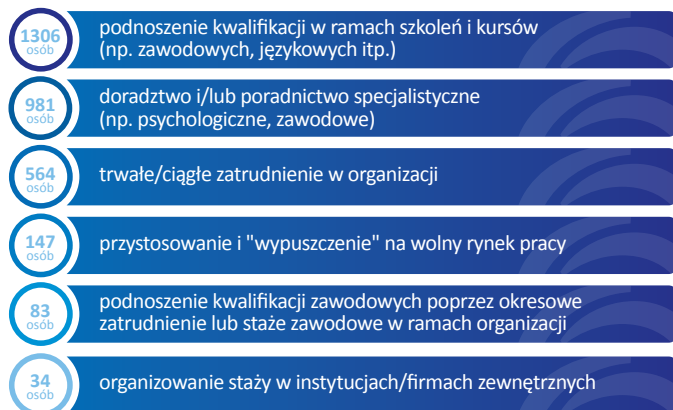 1306
osób
podnoszenie kwalifikacji w ramach szkoleń i kursów
(np. zawodowych, językowych itp.)
981
osób
doradztwo i/lub poradnictwo specjalistyczne
(np. psychologiczne, zawodowe)
564
osób
trwałe/ciągłe zatrudnienie w organizacji
147
osób
przystosowanie i "wypuszczenie" na wolny rynek pracy
83
osób
podnoszenie kwalifikacji zawodowych poprzez okresowe
zatrudnienie lub staże zawodowe w ramach organizacji
34
osób
organizowanie staży w instytucjach/firmach zewnętrznych